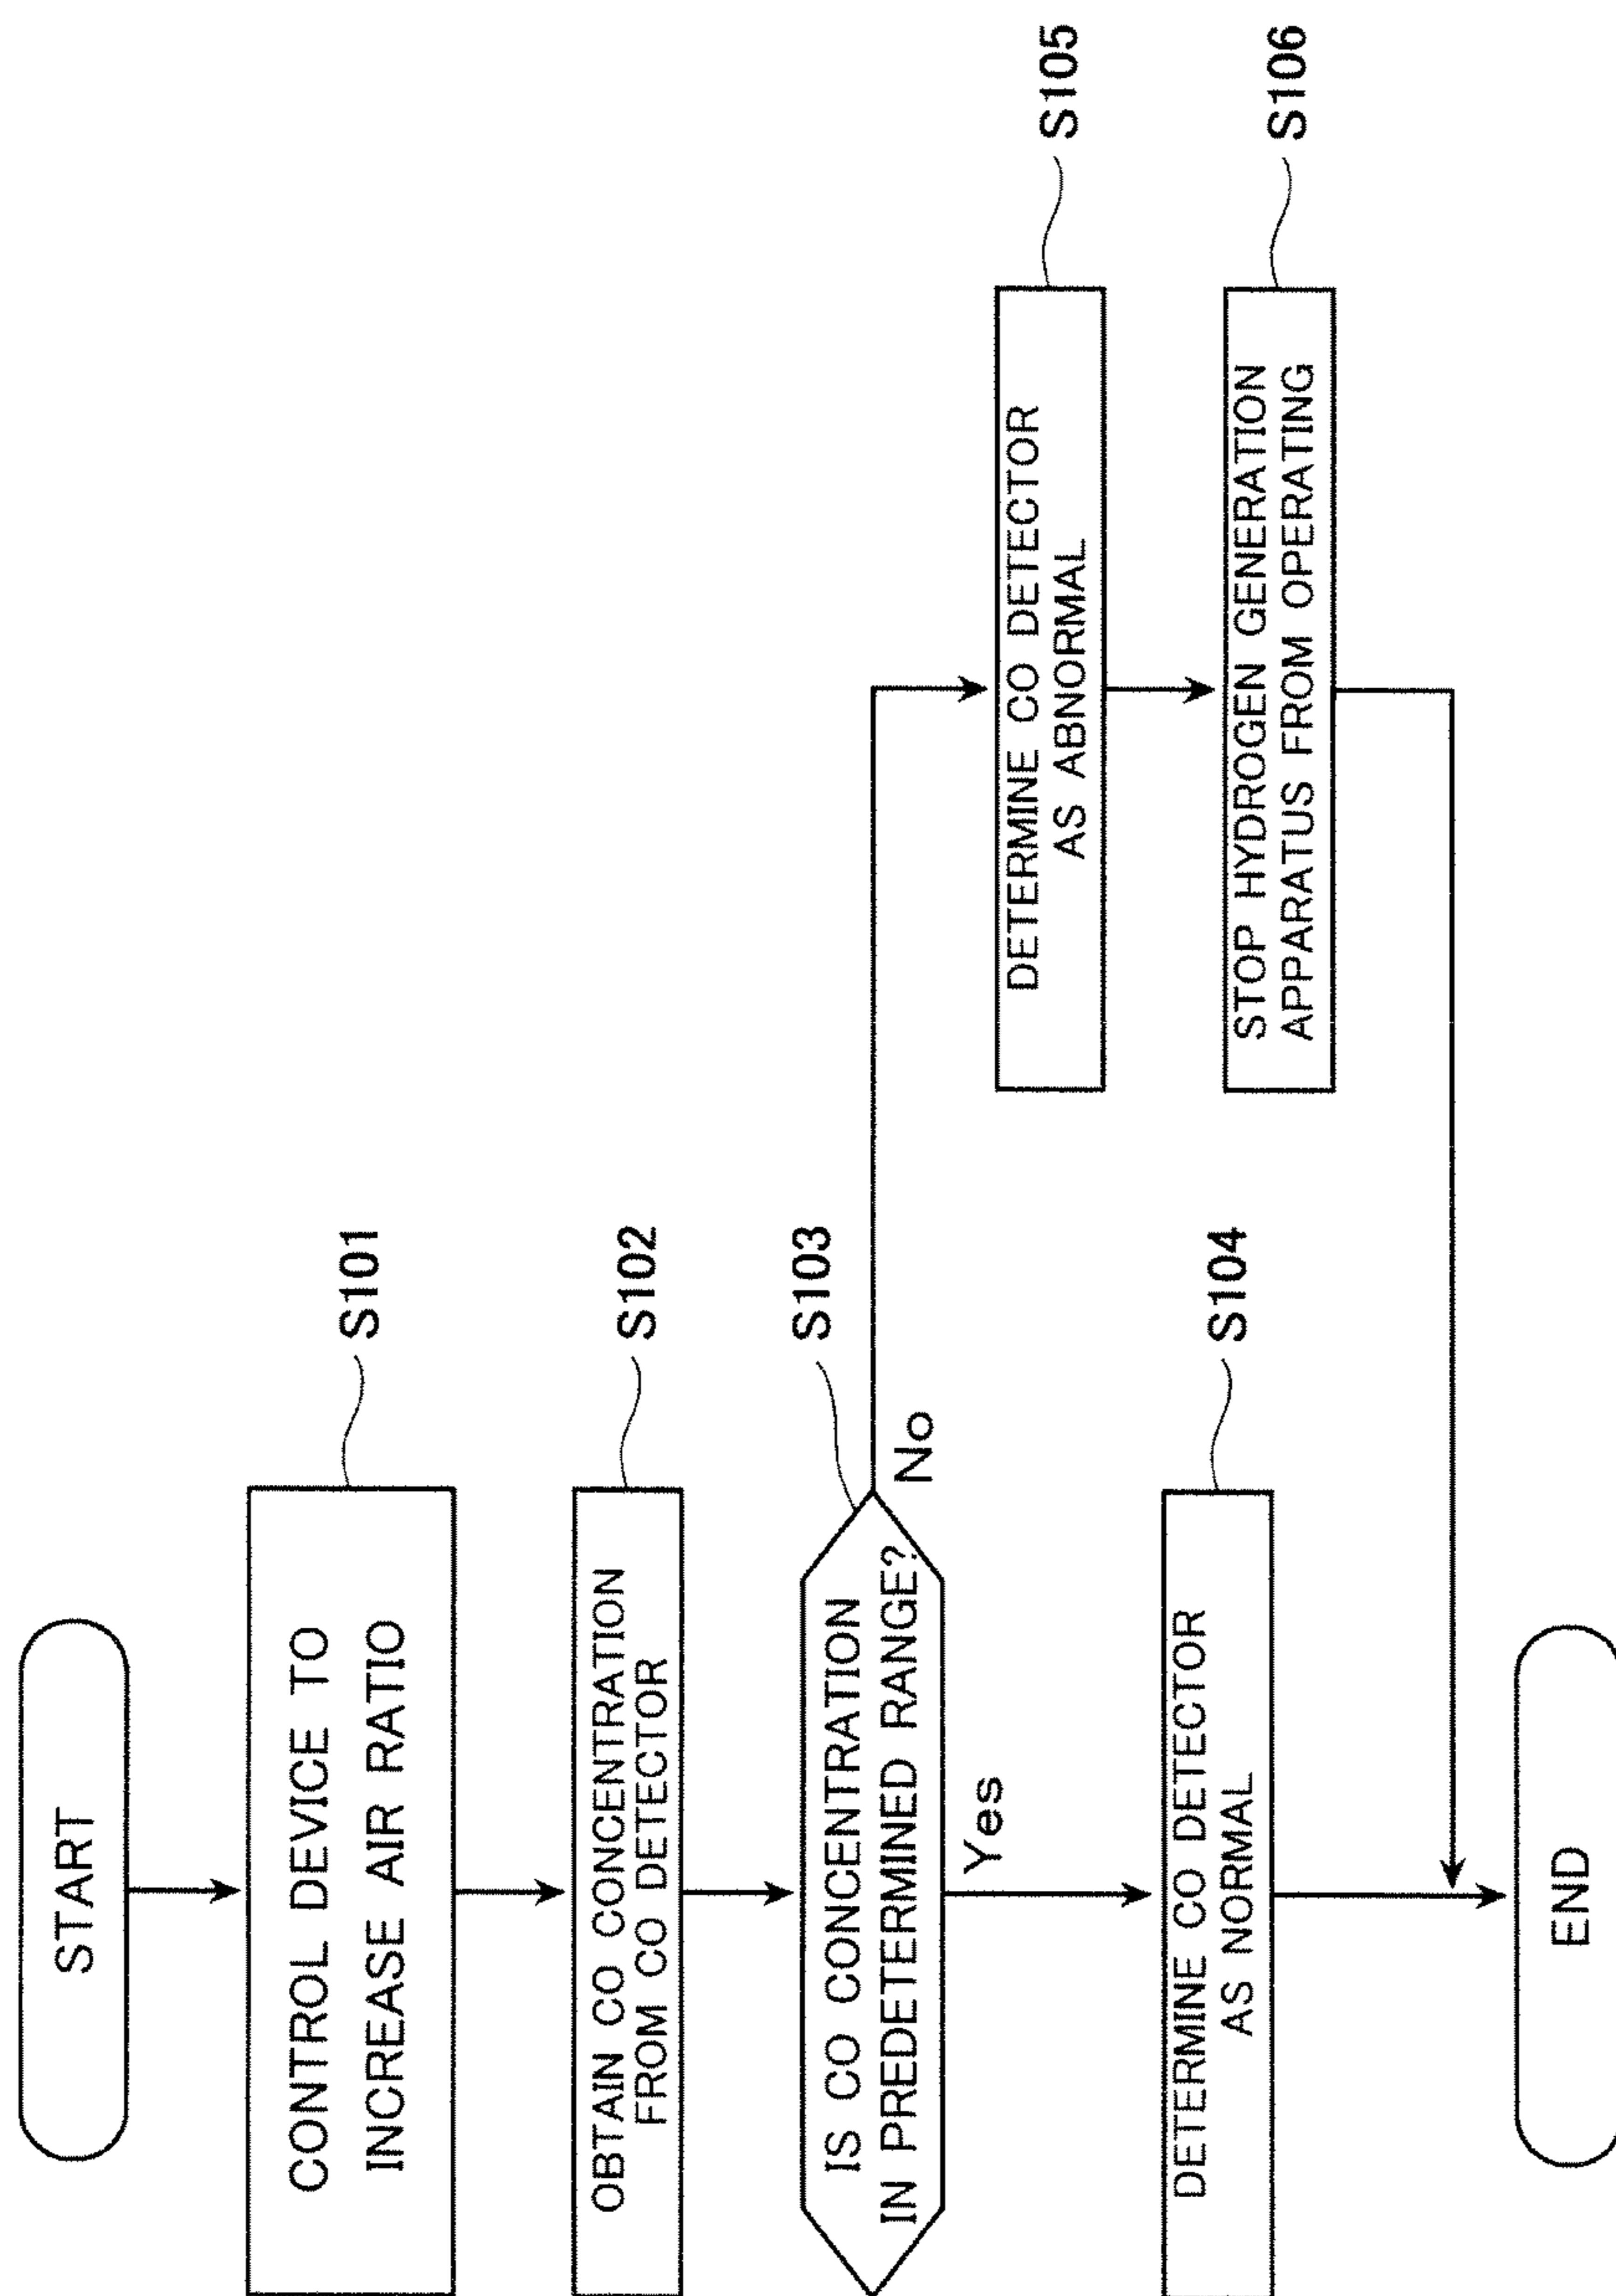 START
CONTROL DEVICE TO
INCREASE AIR RATIO
S101
OBTAIN CO CONCENTRATION
FROM CO DETECTOR
S102
IS CO CONCENTRATION
IN PREDETERMINED RANGE?
S103
No
Yes
DETERMINE CO DETECTOR
AS NORMAL
S104
DETERMINE CO DETECTOR
AS ABNORMAL
S105
STOP HYDROGEN GENERATION
APPARATUS FROM OPERATING
S106
END